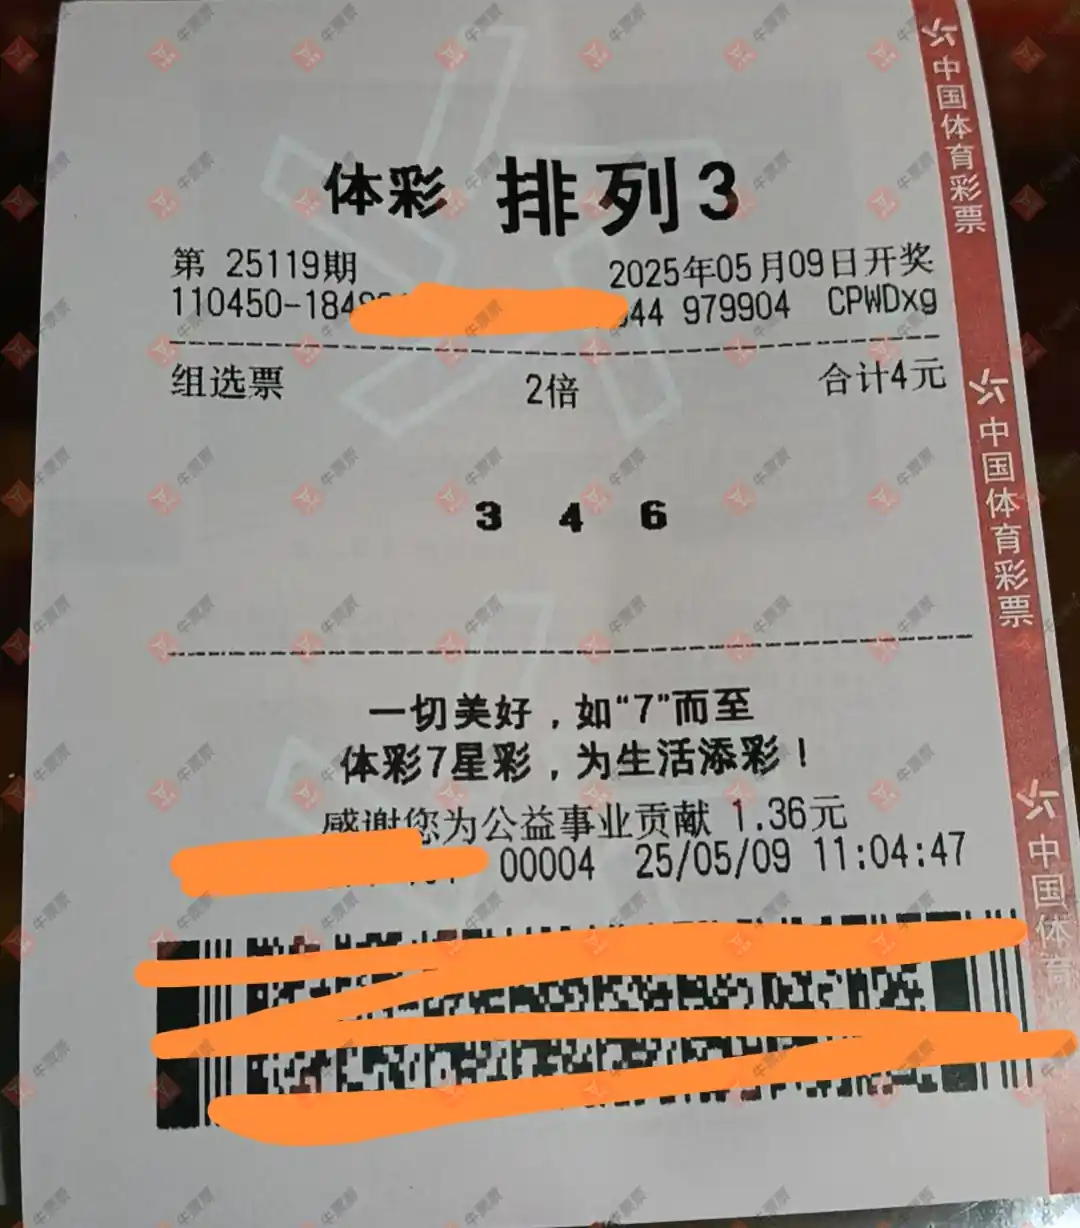 体彩 排列3
第 25119期 2025年05月09日开奖
110450-184 44 979904 CPWDxg
组选票 2倍 合计4元
3 4 6
一切美好，如“7”而至
体彩7星彩，为生活添彩！
感谢您为公益事业贡献 1.36元
00004 25/05/09 11:04:47
中国体育彩票
中国体育彩票
中国体育
牛票票